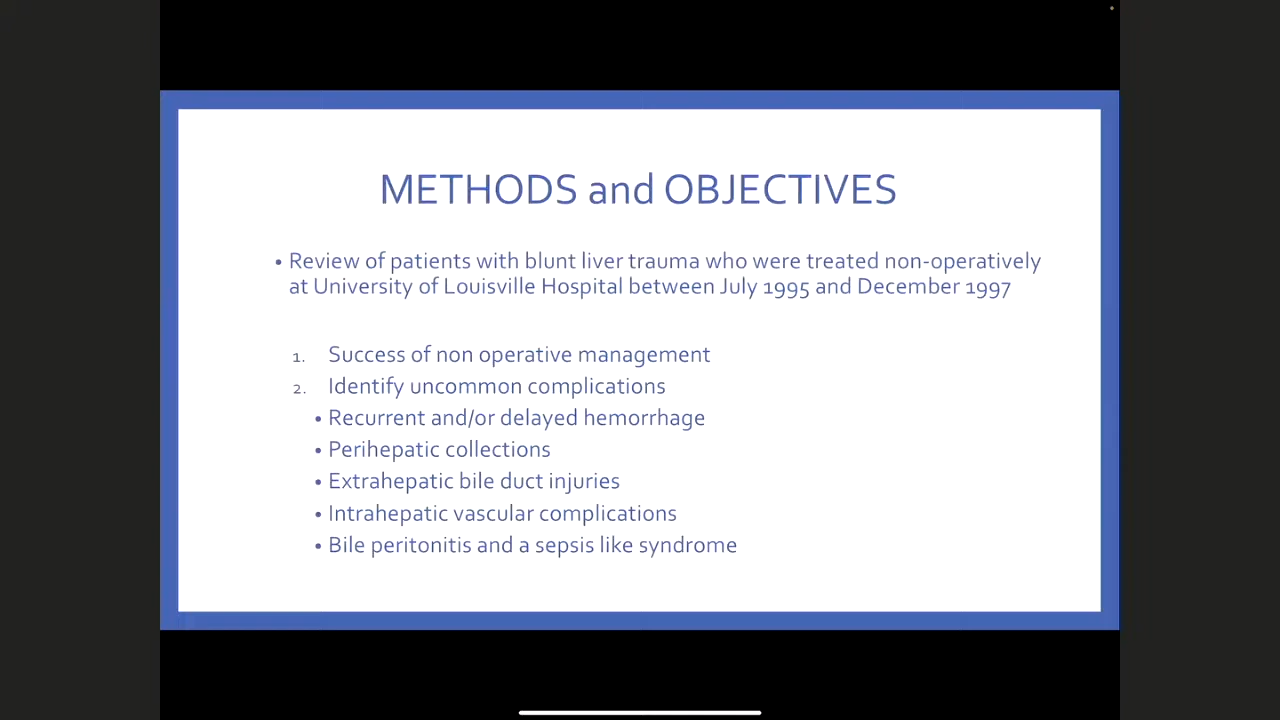 METHODS and OBJECTIVES
• Review of patients with blunt liver trauma who were treated non-operatively
at University of Louisville Hospital between July 1995 and December 1997
1. Success of non operative management
2. Identify uncommon complications
• Recurrent and/or delayed hemorrhage
• Perihepatic collections
• Extrahepatic bile duct injuries
• Intrahepatic vascular complications
• Bile peritonitis and a sepsis like syndrome